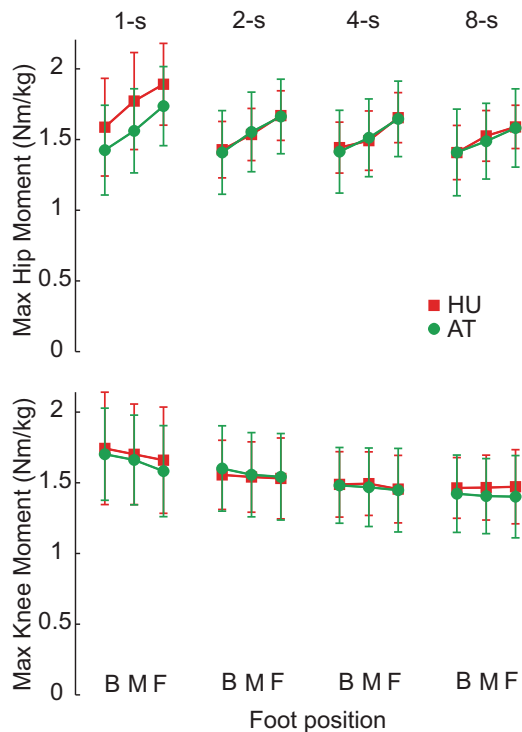 1-s 2-s 4-s 8-s
Max Hip Moment (Nm/kg)
2
1.5
1
0.5
0
HU
AT
Max Knee Moment (Nm/kg)
2
1.5
1
0.5
0
B M F B M F B M F B M F
Foot position